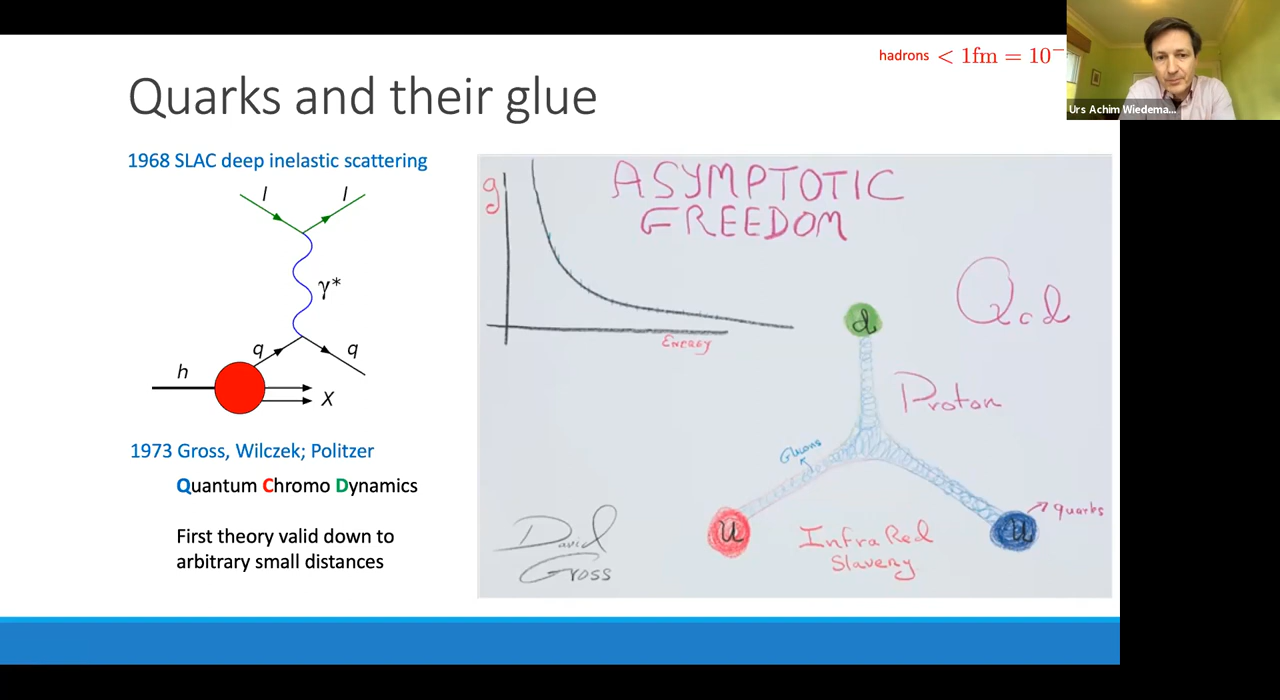 hadrons < 1fm = 10⁻
Urs Achim Wiedema...
Quarks and their glue
1968 SLAC deep inelastic scattering
l l
γ*
q q
h
X
1973 Gross, Wilczek; Politzer
Quantum Chromo Dynamics
First theory valid down to
arbitrary small distances
g
ASYMPTOTIC
FREEDOM
ENERGY
Qcd
d
Proton
Gluons
u
u
quarks
InfraRed
Slavery
David
Gross